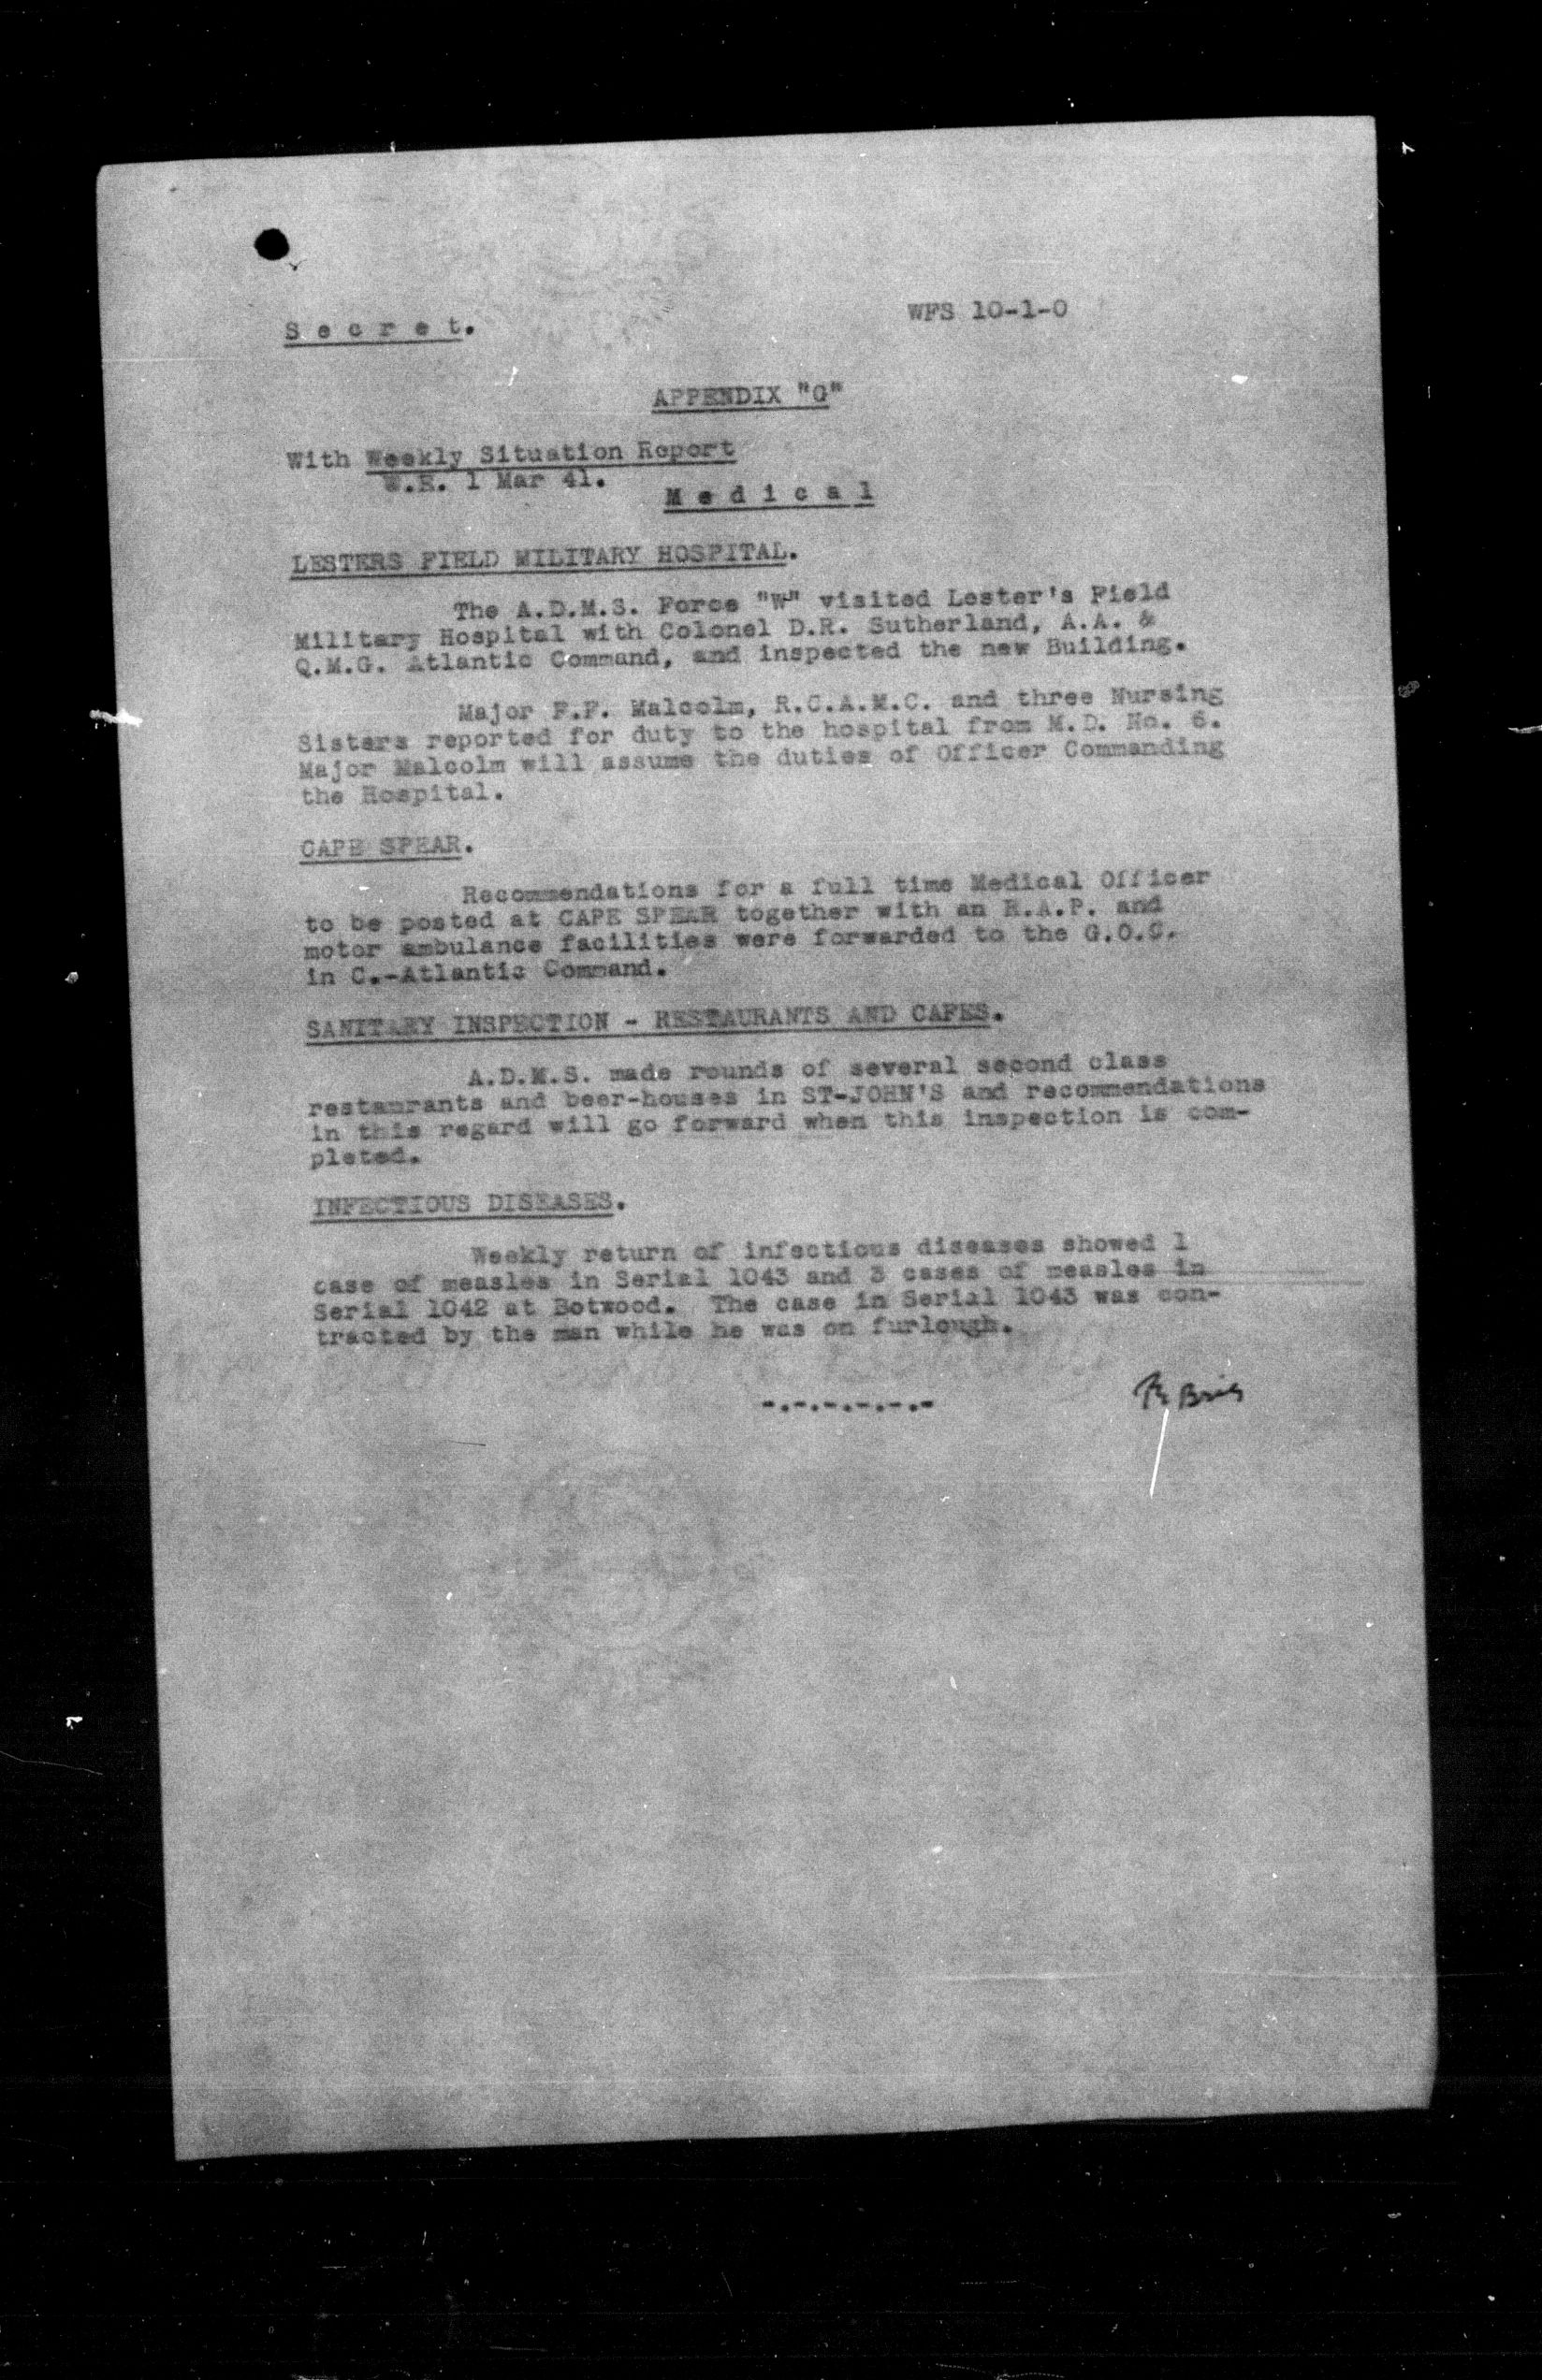 WFS 10-1-0
S e c r e t.
APPENDIX "G"
With Weekly Situation Report
W.E. 1 Mar 41.
M e d i c a l
LESTERS FIELD MILITARY HOSPITAL.
The A.D.M.S. Force "W" visited Lester's Field
Military Hospital with Colonel D.R. Sutherland, A.A. &
Q.M.G. Atlantic Command, and inspected the new Building.
Major F.F. Malcolm, R.C.A.M.C. and three Nursing
Sisters reported for duty to the hospital from M.D. No. 6.
Major Malcolm will assume the duties of Officer Commanding
the Hospital.
CAPE SPEAR.
Recommendations for a full time Medical Officer
to be posted at CAPE SPEAR together with an R.A.P. and
motor ambulance facilities were forwarded to the G.O.C.
in C.-Atlantic Command.
SANITARY INSPECTION - RESTAURANTS AND CAFES.
A.D.M.S. made rounds of several second class
restaurants and beer-houses in ST-JOHN'S and recommendations
in this regard will go forward when this inspection is com-
pleted.
INFECTIOUS DISEASES.
Weekly return of infectious diseases showed 1
case of measles in Serial 1043 and 3 cases of measles in
Serial 1042 at Botwood. The case in Serial 1043 was con-
tracted by the man while he was on furlough.
-.-.-.-.-.-